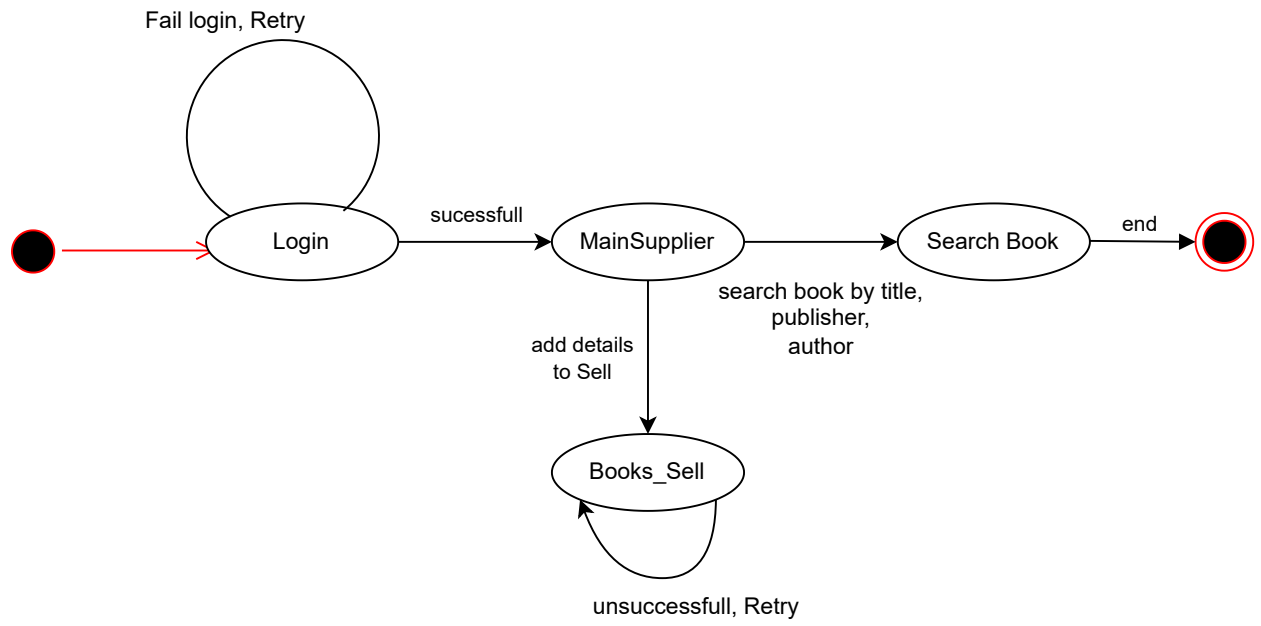 Fail login, Retry
Login
sucessfull
MainSupplier
Search Book
end
search book by title,
publisher,
author
add details
to Sell
Books_Sell
unsuccessfull, Retry